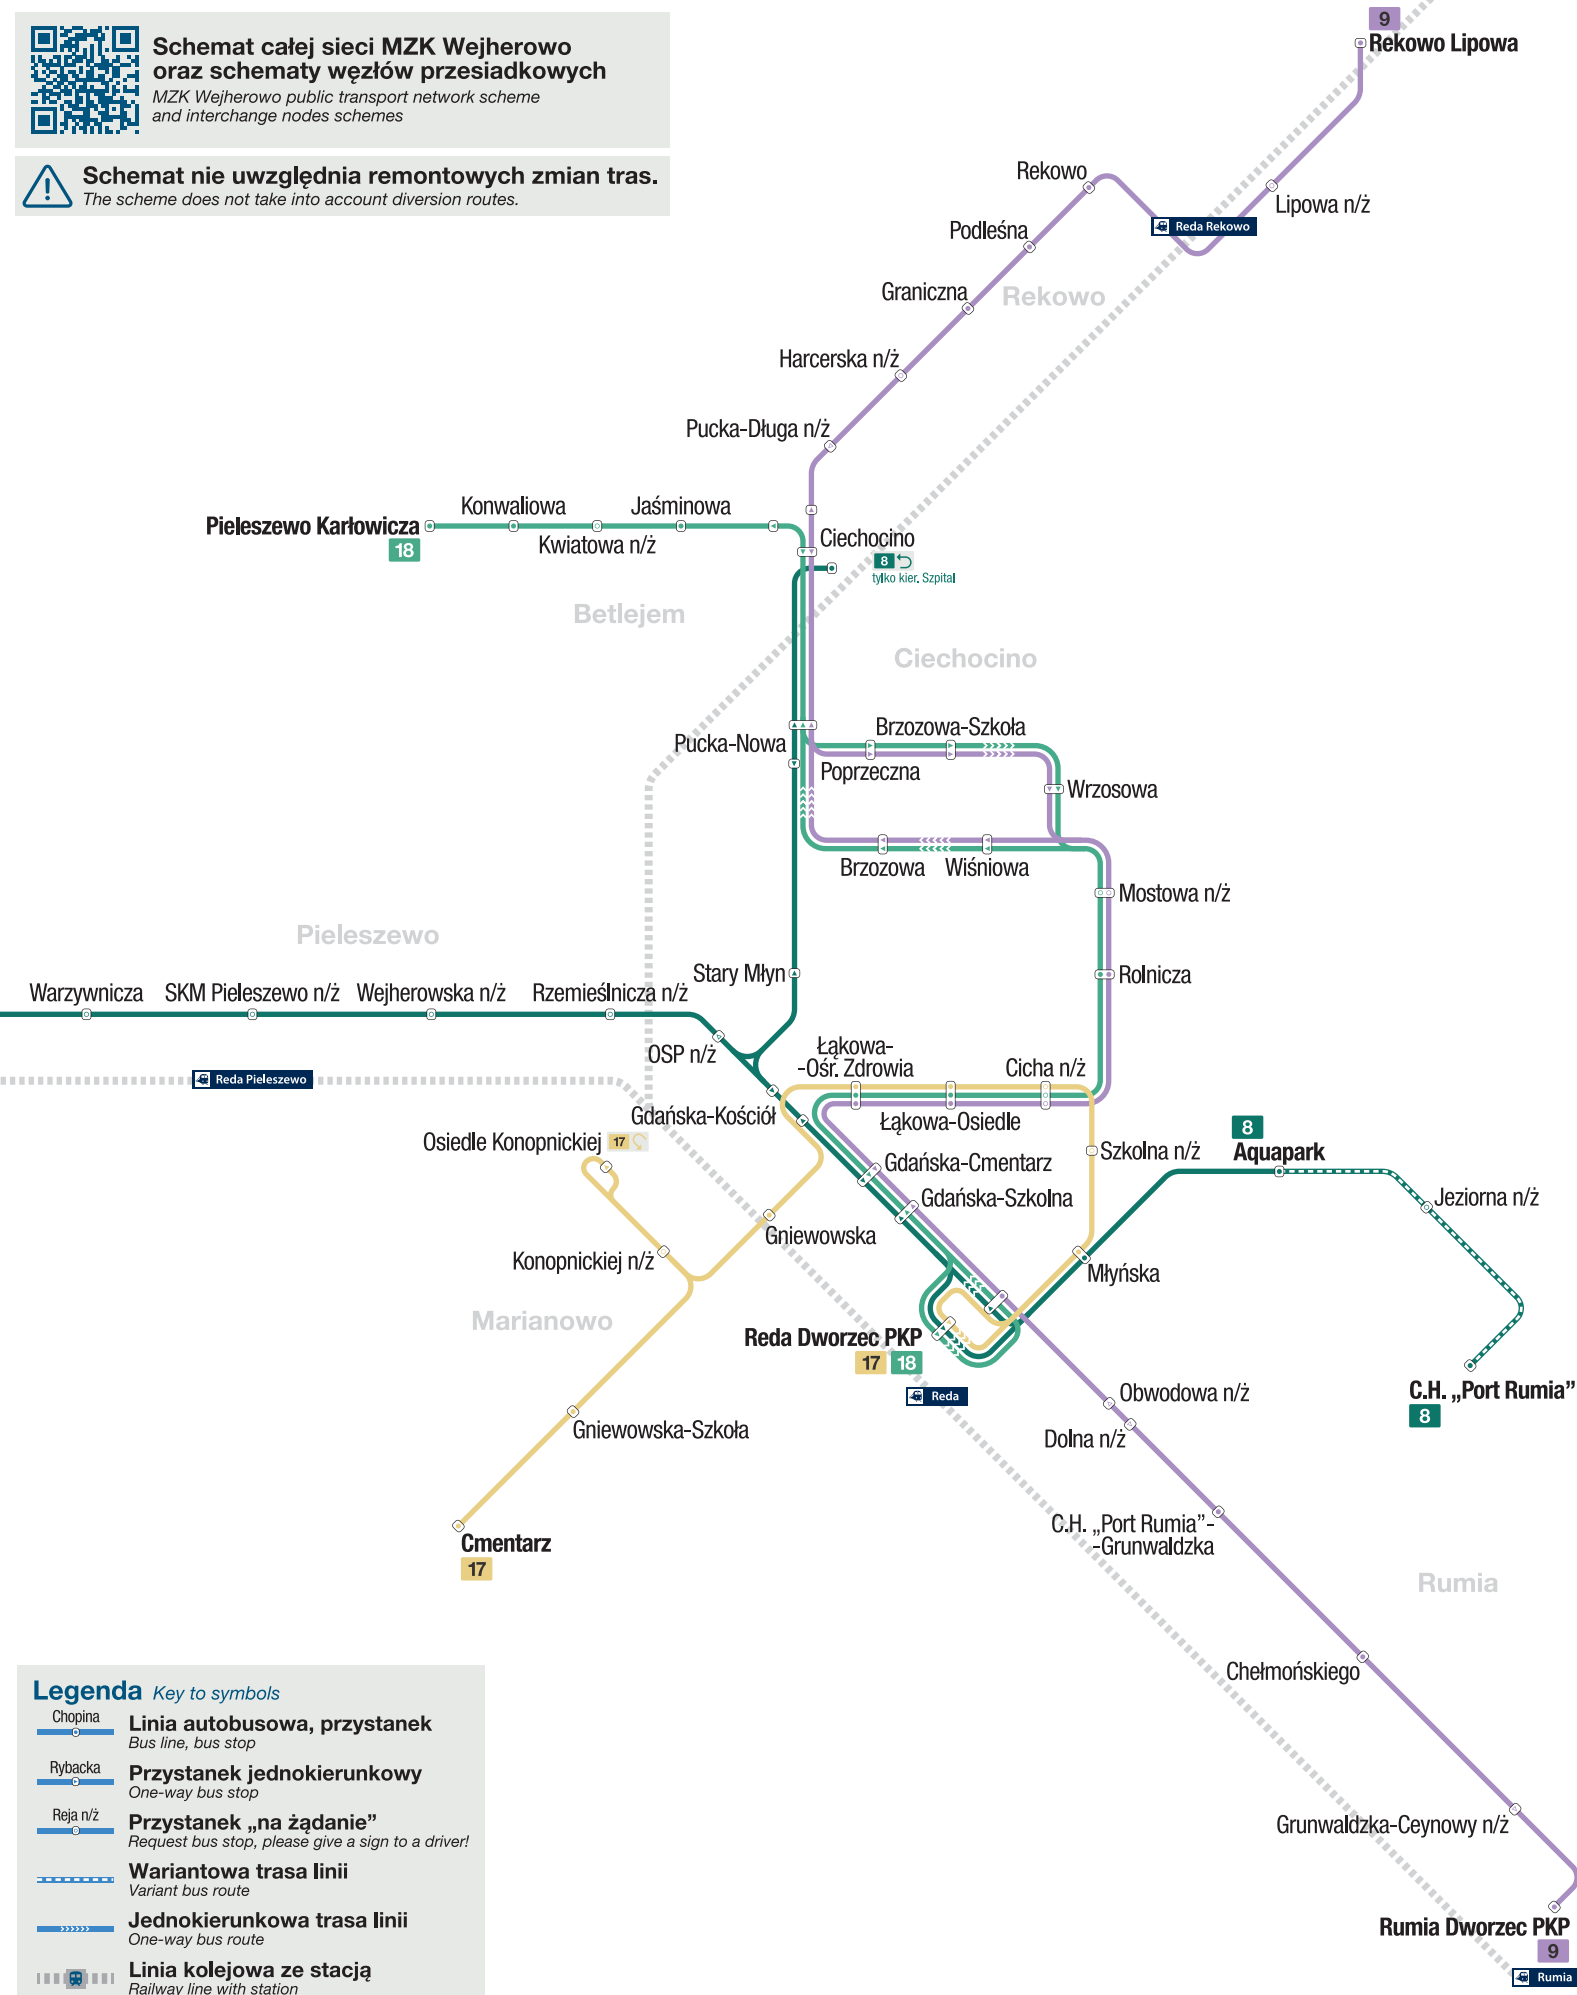 Schemat całej sieci MZK Wejherowo
oraz schematy węzłów przesiadkowych
MZK Wejherowo public transport network scheme
and interchange nodes schemes
Schemat nie uwzględnia remontowych zmian tras.
The scheme does not take into account diversion routes.
9
Rekowo Lipowa
Rekowo
Lipowa n/ż
Reda Rekowo
Podleśna
Graniczna
Rekowo
Harcerska n/ż
Pucka-Długa n/ż
Konwaliowa
Jaśminowa
Pieleszewo Karłowicza
18
Kwiatowa n/ż
Ciechocino
8
tylko kier. Szpital
Betlejem
Ciechocino
Brzozowa-Szkoła
Pucka-Nowa
Poprzeczna
Wrzosowa
Brzozowa
Wiśniowa
Mostowa n/ż
Pieleszewo
Stary Młyn
Rolnicza
Warzywnicza
SKM Pieleszewo n/ż
Wejherowska n/ż
Rzemieślnicza n/ż
OSP n/ż
Łąkowa-
-Ośr. Zdrowia
Cicha n/ż
Reda Pieleszewo
Gdańska-Kościół
Łąkowa-Osiedle
Osiedle Konopnickiej
17
Szkolna n/ż
8
Aquapark
Gdańska-Cmentarz
Gdańska-Szkolna
Jeziorna n/ż
Gniewowska
Konopnickiej n/ż
Młyńska
Marianowo
Reda Dworzec PKP
17
18
Reda
Obwodowa n/ż
C.H. „Port Rumia”
8
Gniewowska-Szkoła
Dolna n/ż
C.H. „Port Rumia”-
-Grunwaldzka
Cmentarz
17
Rumia
Chełmońskiego
Grunwaldzka-Ceynowy n/ż
Rumia Dworzec PKP
9
Rumia
Legenda Key to symbols
Chopina
Linia autobusowa, przystanek
Bus line, bus stop
Rybacka
Przystanek jednokierunkowy
One-way bus stop
Reja n/ż
Przystanek „na żądanie”
Request bus stop, please give a sign to a driver!
Wariantowa trasa linii
Variant bus route
Jednokierunkowa trasa linii
One-way bus route
Linia kolejowa ze stacją
Railway line with station